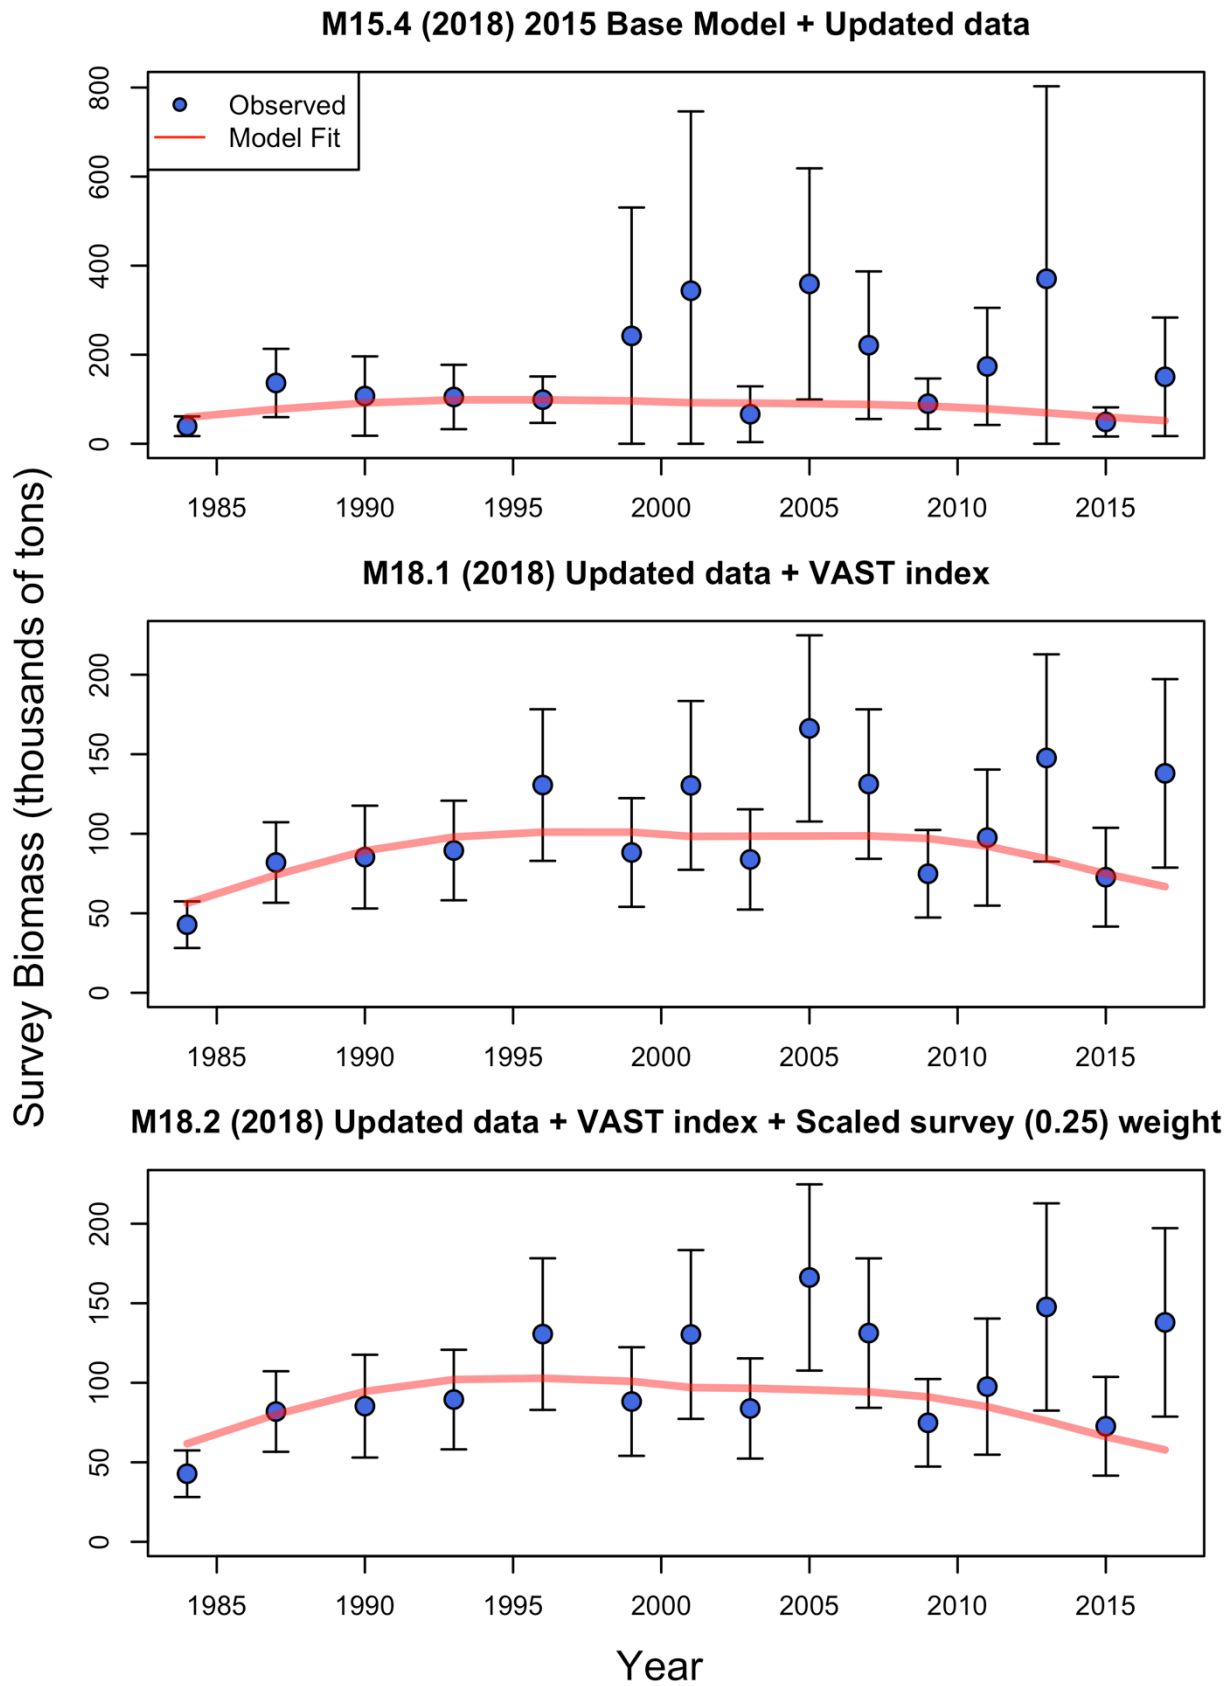 M15.4 (2018) 2015 Base Model + Updated data
Observed
Model Fit
800
600
400
200
0
1985 1990 1995 2000 2005 2010 2015
M18.1 (2018) Updated data + VAST index
200
150
100
50
0
1985 1990 1995 2000 2005 2010 2015
Survey Biomass (thousands of tons)
M18.2 (2018) Updated data + VAST index + Scaled survey (0.25) weight
200
150
100
50
0
1985 1990 1995 2000 2005 2010 2015
Year